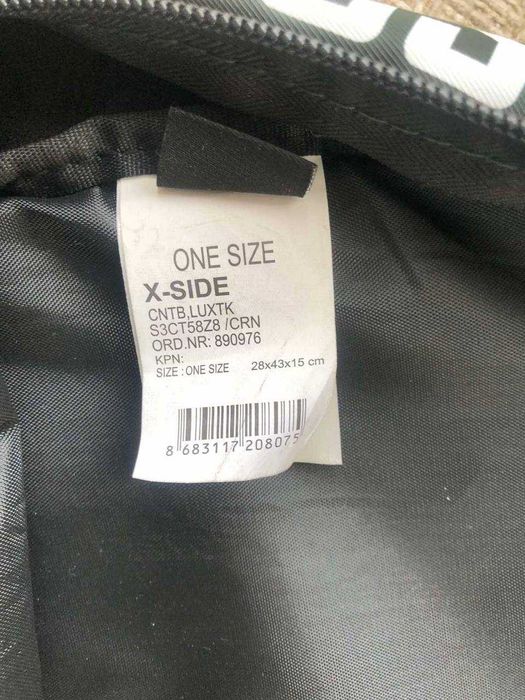 ONE SIZE
X-SIDE
CNTB,LUXTK
S3CT58Z8 /CRN
ORD.NR: 890976
KPN:
SIZE : ONE SIZE 28x43x15 cm
8 683117 208075